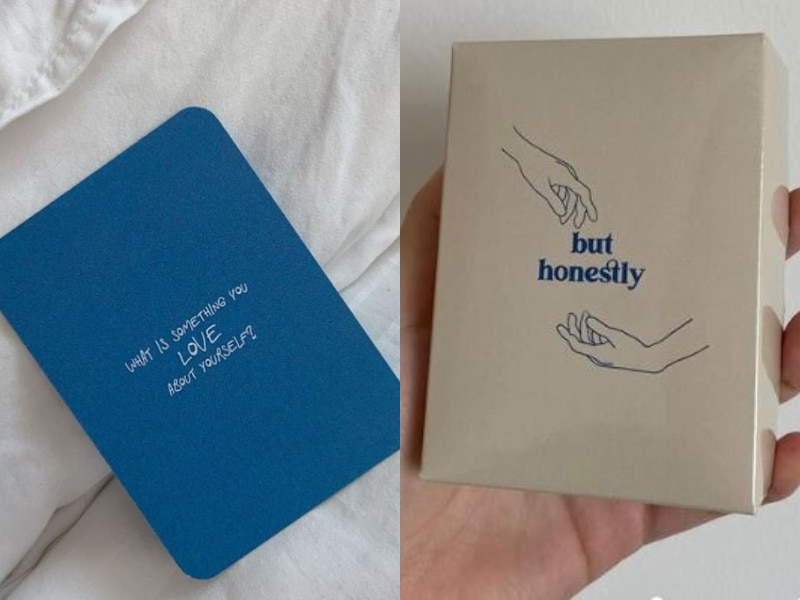 WHAT IS SOMETHING YOU
LOVE
ABOUT YOURSELF?
but
honestly